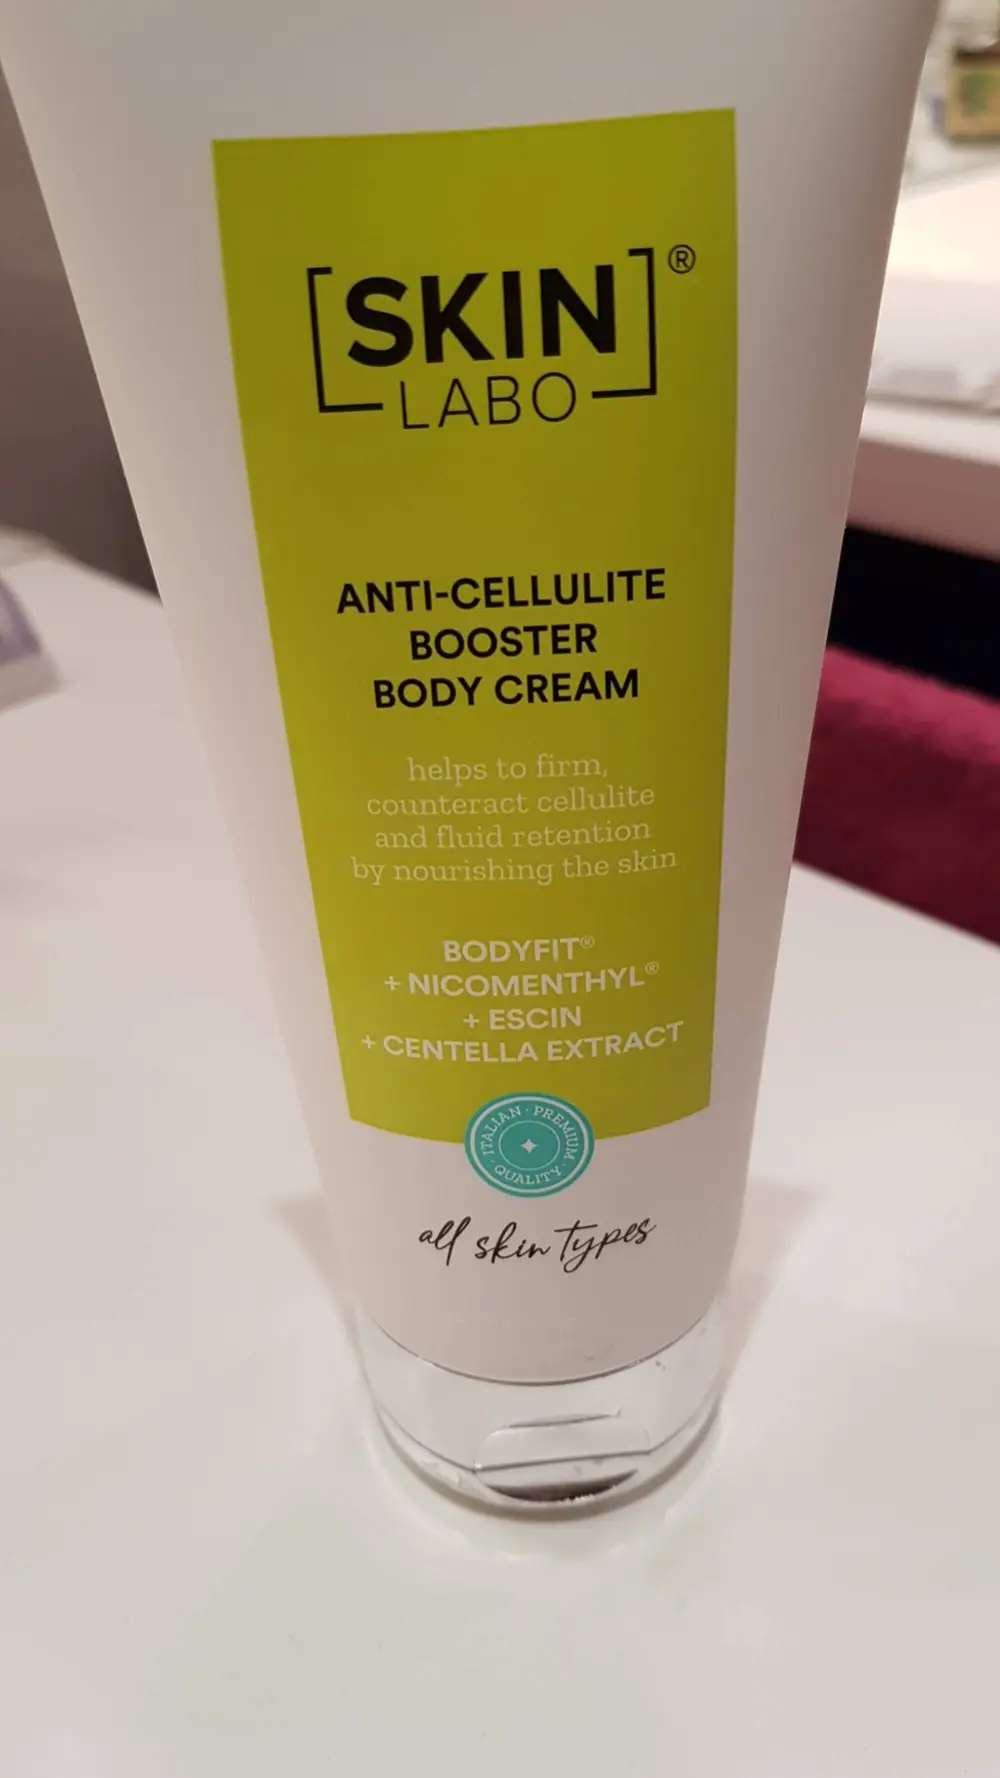 [SKIN]®
LABO
ANTI-CELLULITE
BOOSTER
BODY CREAM
helps to firm,
counteract cellulite
and fluid retention
by nourishing the skin
BODYFIT®
+ NICOMENTHYL®
+ ESCIN
+ CENTELLA EXTRACT
ITALIAN · PREMIUM · QUALITY ·
all skin types